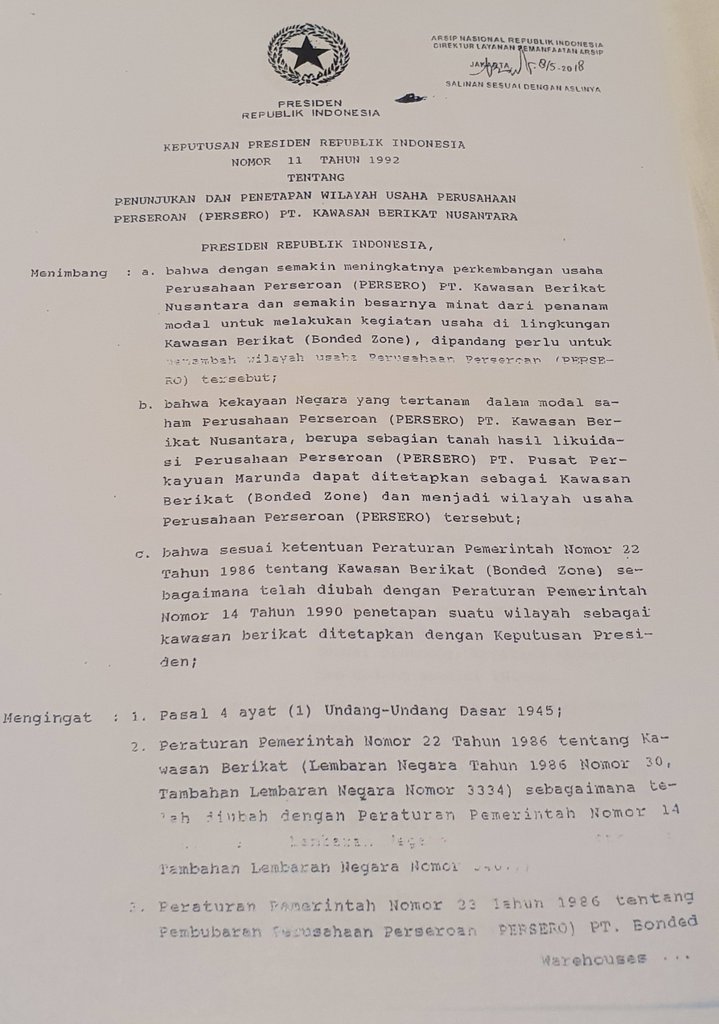 ARSIP NASIONAL REPUBLIK INDONESIA
DIREKTUR LAYANAN PEMANFAATAN ARSIP
JAKARTA, 8/5-2018
SALINAN SESUAI DENGAN ASLINYA
PRESIDEN
REPUBLIK INDONESIA
KEPUTUSAN PRESIDEN REPUBLIK INDONESIA
NOMOR 11 TAHUN 1992
TENTANG
PENUNJUKAN DAN PENETAPAN WILAYAH USAHA PERUSAHAAN
PERSEROAN (PERSERO) PT. KAWASAN BERIKAT NUSANTARA
PRESIDEN REPUBLIK INDONESIA,
Menimbang : a. bahwa dengan semakin meningkatnya perkembangan usaha
Perusahaan Perseroan (PERSERO) PT. Kawasan Berikat
Nusantara dan semakin besarnya minat dari penanam
modal untuk melakukan kegiatan usaha di lingkungan
Kawasan Berikat (Bonded Zone), dipandang perlu untuk
menambah wilayah usaha Perusahaan Perseroan (PERSE-
RO) tersebut;
b. bahwa kekayaan Negara yang tertanam dalam modal sa-
ham Perusahaan Perseroan (PERSERO) PT. Kawasan Ber-
ikat Nusantara, berupa sebagian tanah hasil likuida-
si Perusahaan Perseroan (PERSERO) PT. Pusat Per-
kayuan Marunda dapat ditetapkan sebagai Kawasan
Berikat (Bonded Zone) dan menjadi wilayah usaha
Perusahaan Perseroan (PERSERO) tersebut;
c. bahwa sesuai ketentuan Peraturan Pemerintah Nomor 22
Tahun 1986 tentang Kawasan Berikat (Bonded Zone) se-
bagaimana telah diubah dengan Peraturan Pemerintah
Nomor 14 Tahun 1990 penetapan suatu wilayah sebagai
kawasan berikat ditetapkan dengan Keputusan Presi-
den;
Mengingat : 1. Pasal 4 ayat (1) Undang-Undang Dasar 1945;
2. Peraturan Pemerintah Nomor 22 Tahun 1986 tentang Ka-
wasan Berikat (Lembaran Negara Tahun 1986 Nomor 30,
Tambahan Lembaran Negara Nomor 3334) sebagaimana te-
lah diubah dengan Peraturan Pemerintah Nomor 14
Lembaran Negara
Tambahan Lembaran Negara Nomor
3. Peraturan Pemerintah Nomor 23 Tahun 1986 tentang
Pembubaran Perusahaan Perseroan (PERSERO) PT. Bonded
Warehouses ...